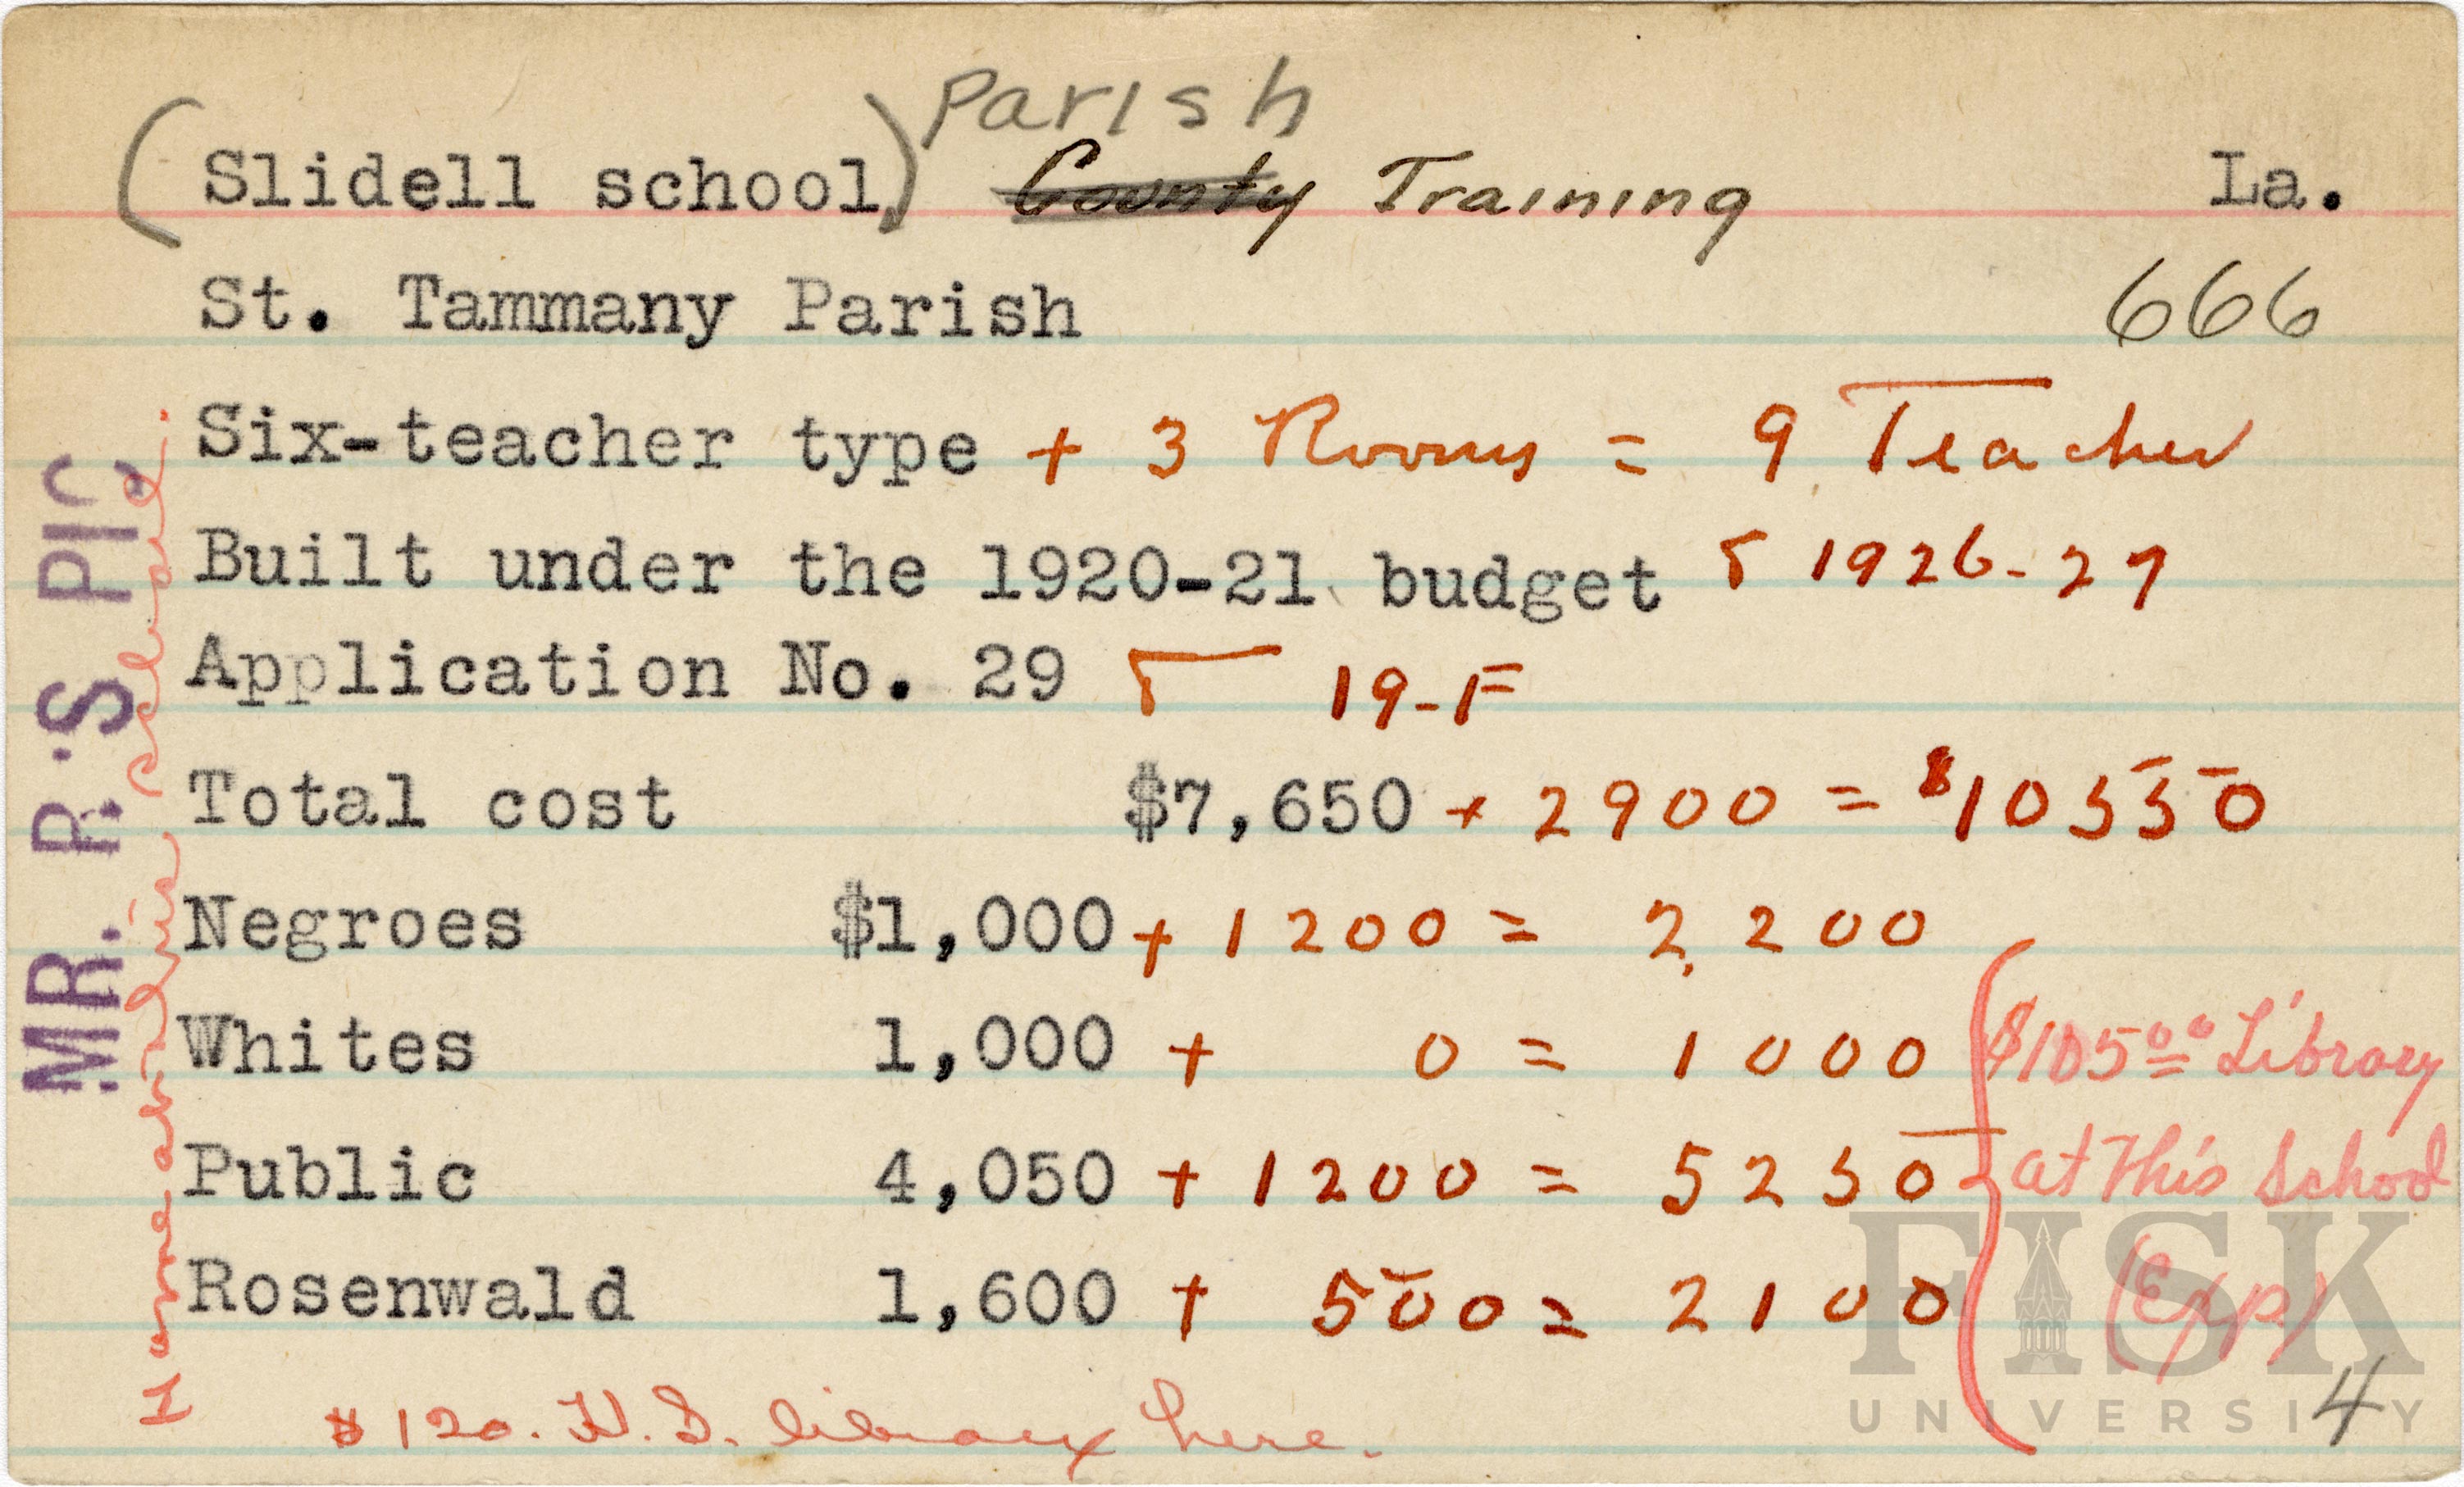 Parish
(Slidell school) County Training La.
St. Tammany Parish 666
Six-teacher type + 3 Rooms = 9 Teacher
Built under the 1920-21 budget 1926-27
Application No. 29 19-F
Total cost $7,650 + 2900 = $10550
Negroes $1,000 + 1200 = 2200
Whites 1,000 + 0 = 1000
Public 4,050 + 1200 = 5250
Rosenwald 1,600 + 500 = 2100
$105.00 Library
at this School
(Exp)
4
$120. H.S. library here.
MR. R.'S PIC
school.
FISK
UNIVERSITY